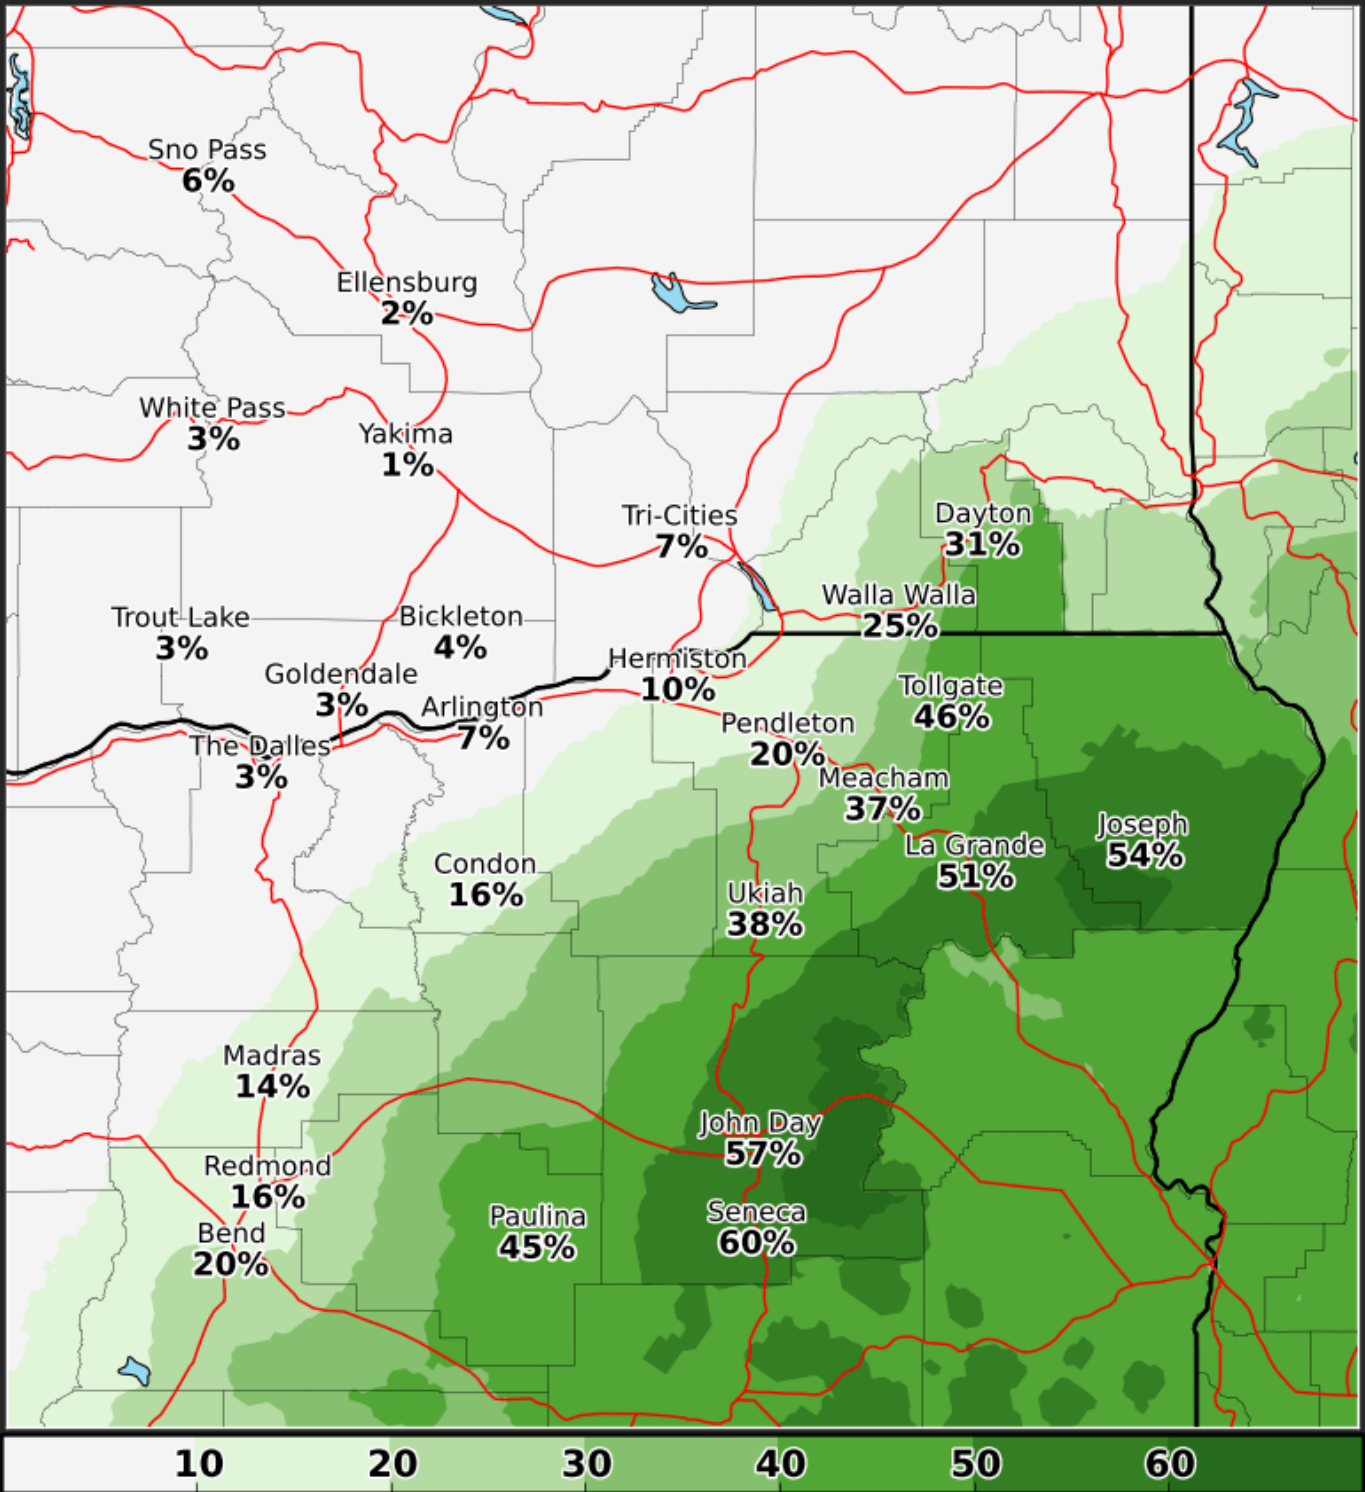 Sno Pass
6%
Ellensburg
2%
White Pass
3%
Yakima
1%
Tri-Cities
7%
Dayton
31%
Walla Walla
25%
Trout Lake
3%
Bickleton
4%
Goldendale
3%
Hermiston
10%
Arlington
7%
Tollgate
46%
The Dalles
3%
Pendleton
20%
Meacham
37%
Joseph
54%
La Grande
51%
Condon
16%
Ukiah
38%
Madras
14%
John Day
57%
Redmond
16%
Paulina
45%
Seneca
60%
Bend
20%
10 20 30 40 50 60